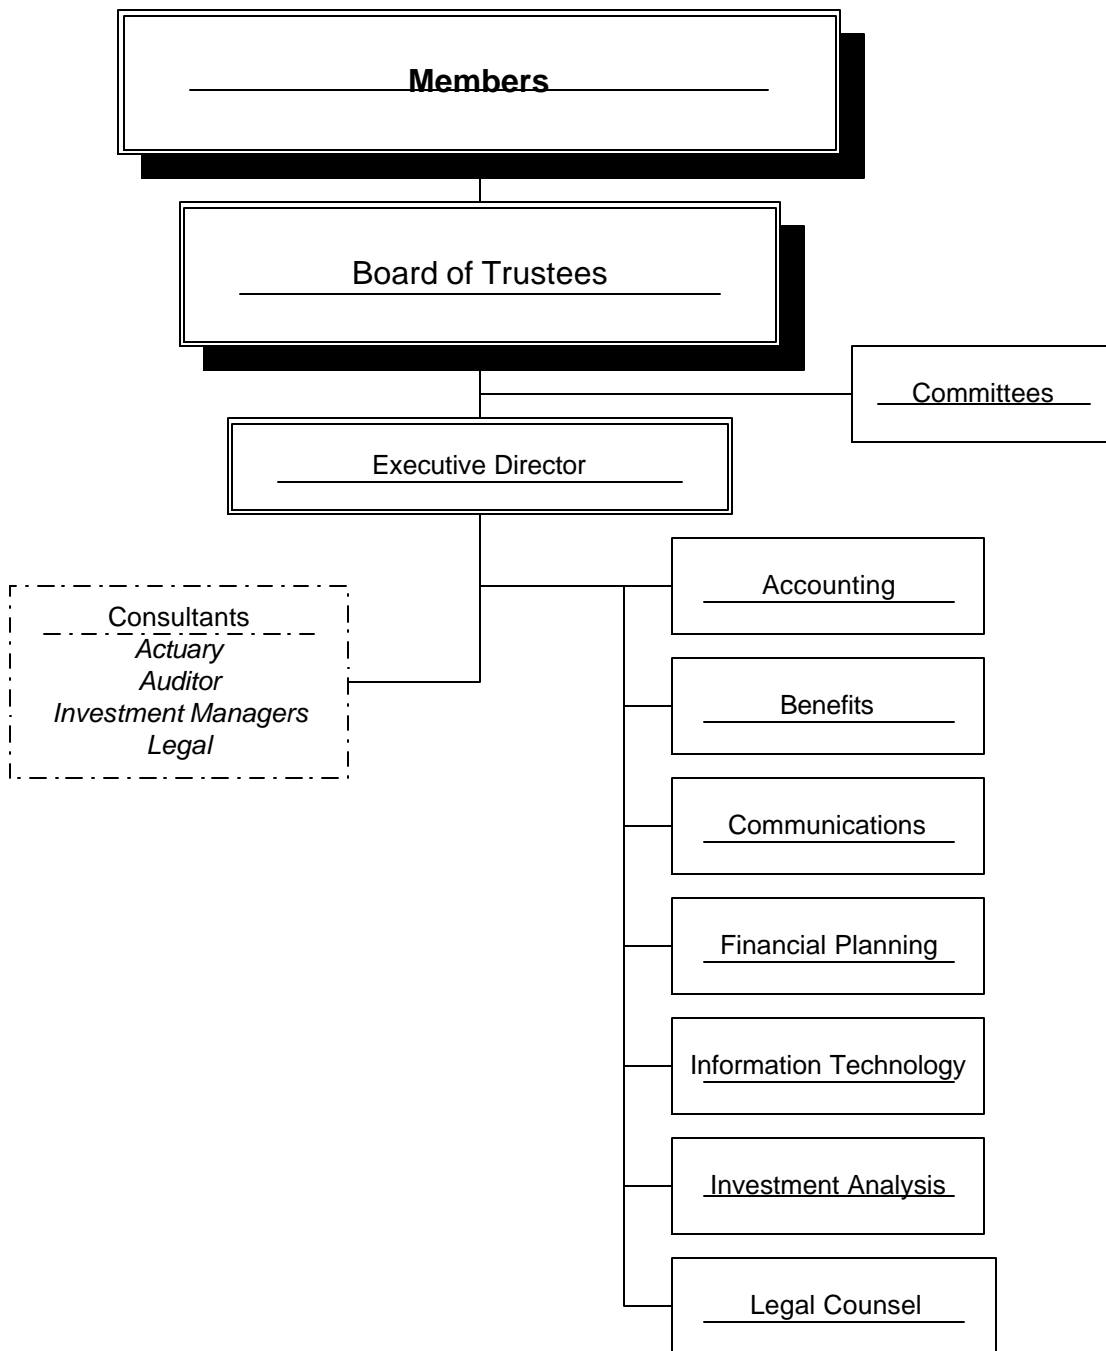 Members
Board of Trustees
Committees
Executive Director
Consultants
Actuary
Auditor
Investment Managers
Legal
Accounting
Benefits
Communications
Financial Planning
Information Technology
Investment Analysis
Legal Counsel